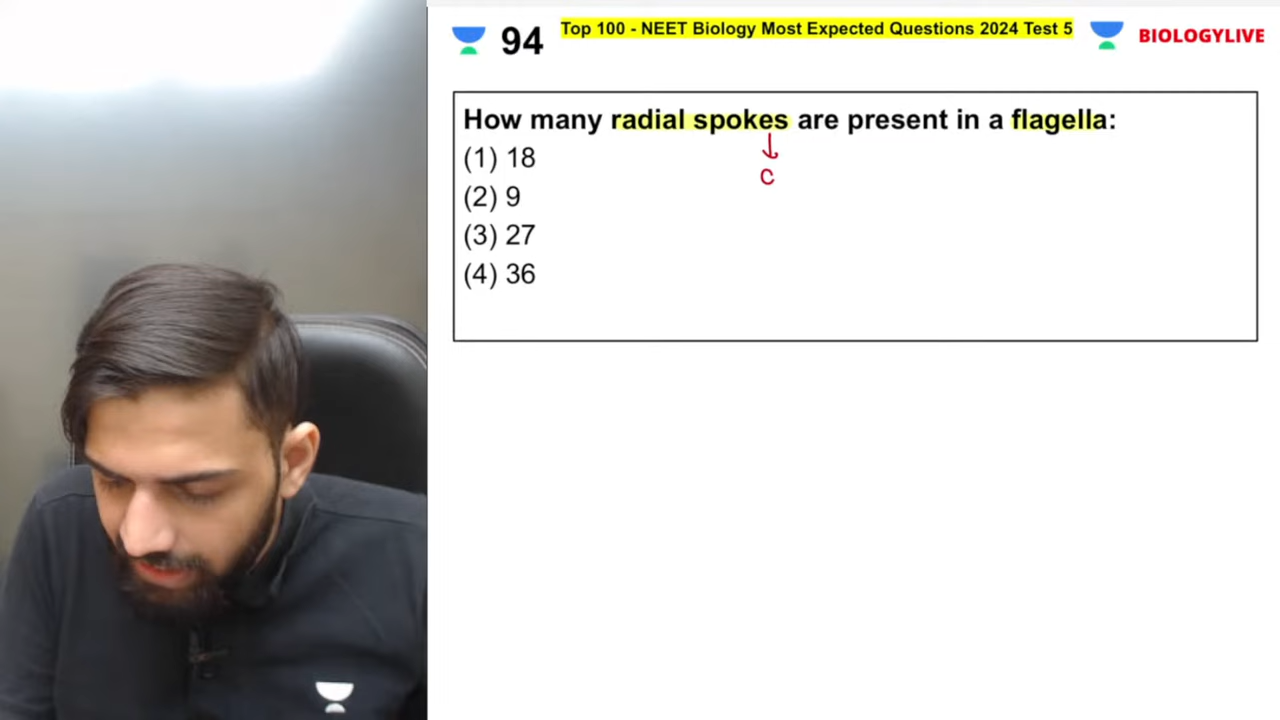 94
Top 100 - NEET Biology Most Expected Questions 2024 Test 5
BIOLOGYLIVE
How many radial spokes are present in a flagella:
(1) 18
c
(2) 9
(3) 27
(4) 36